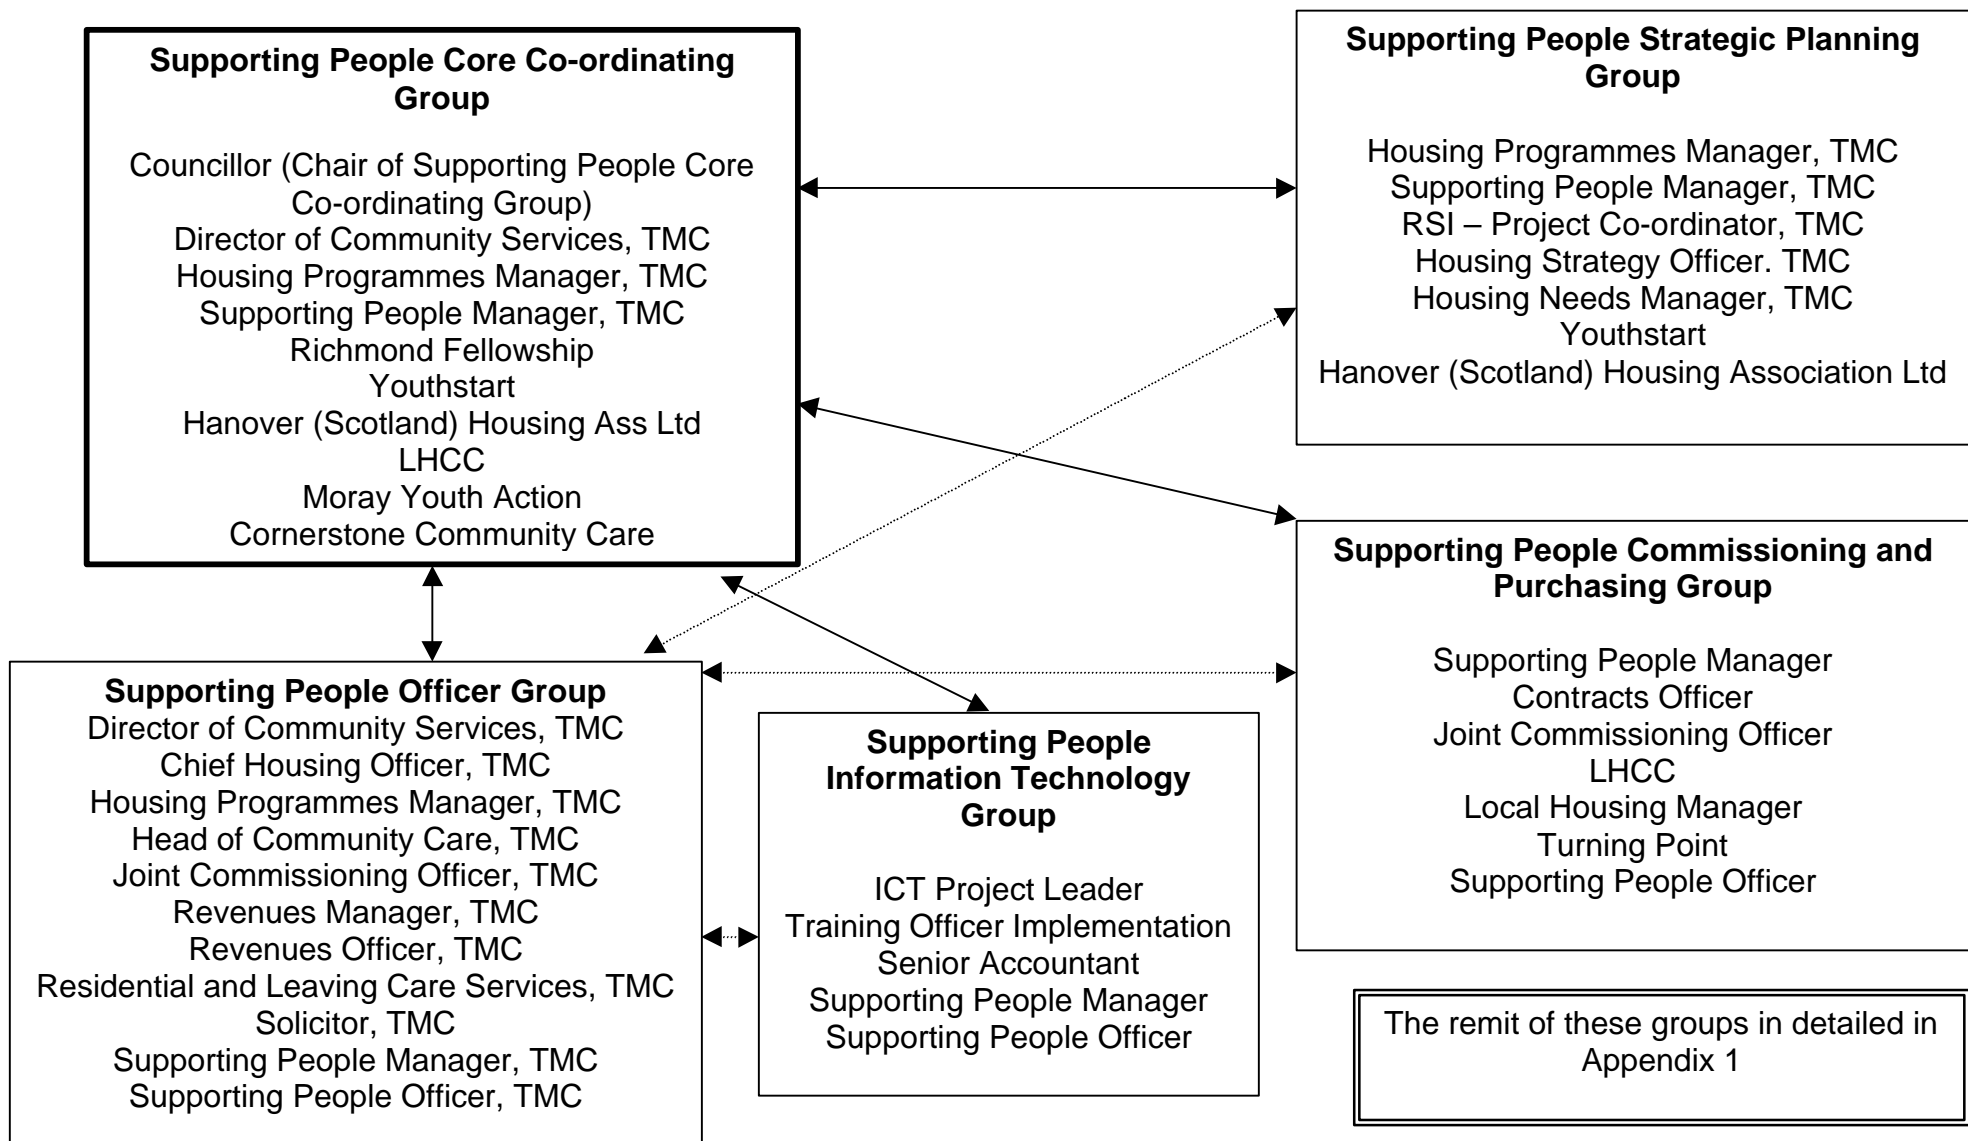 Supporting People Core Co-ordinating
Group
Councillor (Chair of Supporting People Core
Co-ordinating Group)
Director of Community Services, TMC
Housing Programmes Manager, TMC
Supporting People Manager, TMC
Richmond Fellowship
Youthstart
Hanover (Scotland) Housing Ass Ltd
LHCC
Moray Youth Action
Cornerstone Community Care
Supporting People Strategic Planning
Group
Housing Programmes Manager, TMC
Supporting People Manager, TMC
RSI – Project Co-ordinator, TMC
Housing Strategy Officer. TMC
Housing Needs Manager, TMC
Youthstart
Hanover (Scotland) Housing Association Ltd
Supporting People Commissioning and
Purchasing Group
Supporting People Manager
Contracts Officer
Joint Commissioning Officer
LHCC
Local Housing Manager
Turning Point
Supporting People Officer
Supporting People Officer Group
Director of Community Services, TMC
Chief Housing Officer, TMC
Housing Programmes Manager, TMC
Head of Community Care, TMC
Joint Commissioning Officer, TMC
Revenues Manager, TMC
Revenues Officer, TMC
Residential and Leaving Care Services, TMC
Solicitor, TMC
Supporting People Manager, TMC
Supporting People Officer, TMC
Supporting People
Information Technology
Group
ICT Project Leader
Training Officer Implementation
Senior Accountant
Supporting People Manager
Supporting People Officer
The remit of these groups in detailed in
Appendix 1